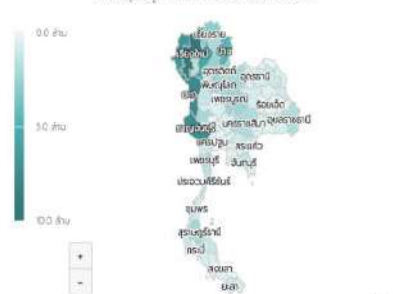 0.0 ล้าน
5.0 ล้าน
10.0 ล้าน
เชียงราย
เชียงใหม่
น่าน
อุตรดิตถ์
อุดรธานี
พิษณุโลก
ตาก
เพชรบูรณ์
ร้อยเอ็ด
กาญจนบุรี
นครราชสีมา
อุบลราชธานี
นครปฐม
สระแก้ว
เพชรบุรี
จันทบุรี
ประจวบคีรีขันธ์
ชุมพร
สุราษฎร์ธานี
กระบี่
สงขลา
ยะลา
+
-